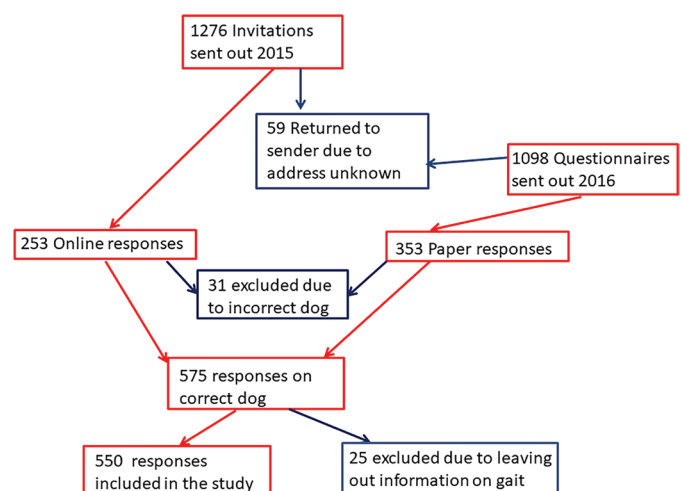 1276 Invitations
sent out 2015
59 Returned to
sender due to
address unknown
1098 Questionnaires
sent out 2016
253 Online responses
353 Paper responses
31 excluded due
to incorrect dog
575 responses on
correct dog
550 responses
included in the study
25 excluded due to leaving
out information on gait